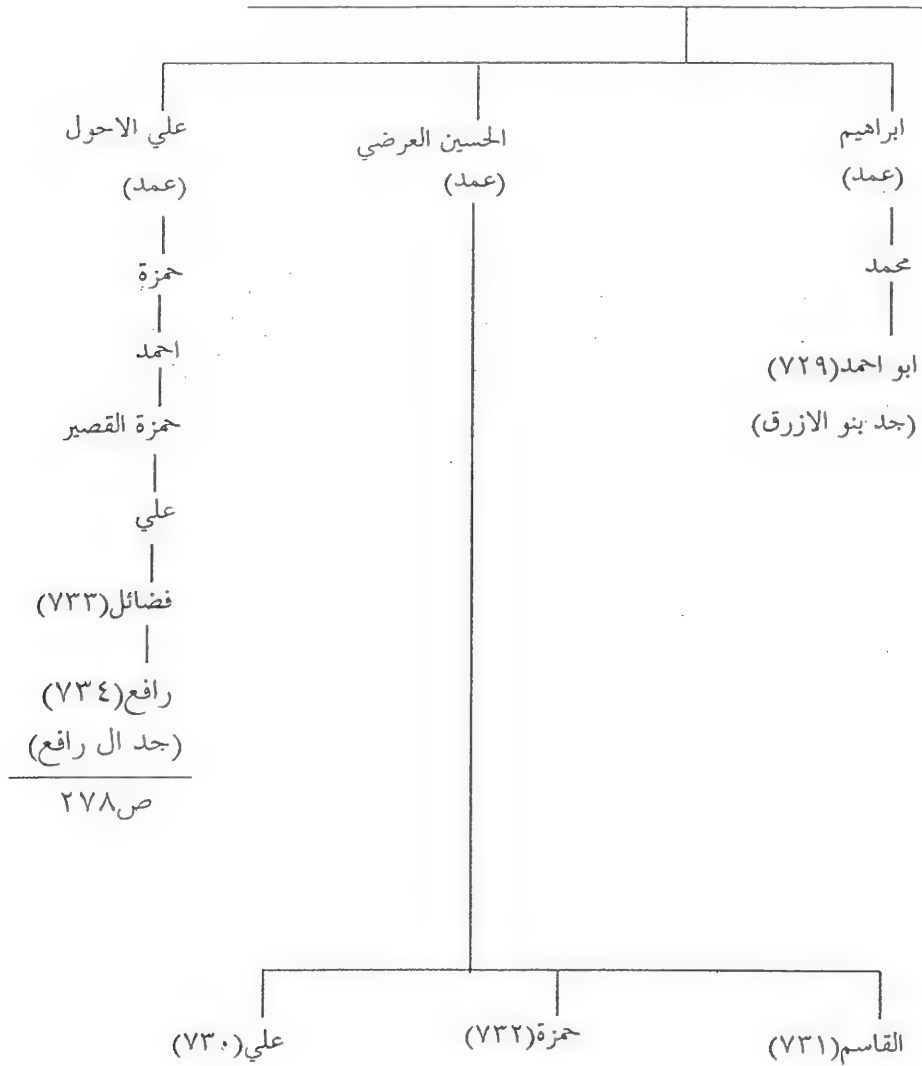 ابراهيم
(عمد)
محمد
ابو احمد(٧٢٩)
(جد بنو الازرق)
الحسين العرضي
(عمد)
القاسم(٧٣١)
حمزة(٧٣٢)
علي(٧٣٠)
علي الاحول
(عمد)
حمزة
احمد
حمزة القصير
علي
فضائل(٧٣٣)
رافع(٧٣٤)
(جد ال رافع)
ص٢٧٨